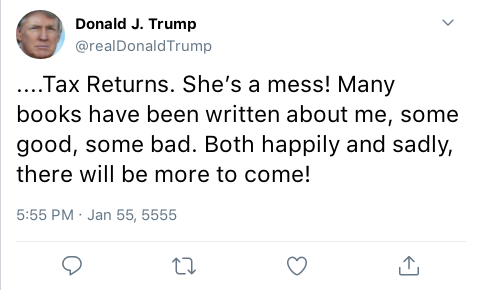 Donald J. Trump
@realDonaldTrump
....Tax Returns. She’s a mess! Many
books have been written about me, some
good, some bad. Both happily and sadly,
there will be more to come!
5:55 PM · Jan 55, 5555